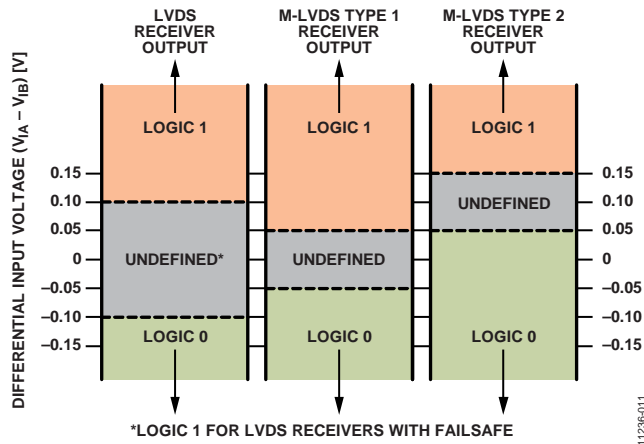 LVDS
RECEIVER
OUTPUT
M-LVDS TYPE 1
RECEIVER
OUTPUT
M-LVDS TYPE 2
RECEIVER
OUTPUT
DIFFERENTIAL INPUT VOLTAGE (VIA – VIB) [V]
LOGIC 1
LOGIC 1
LOGIC 1
0.15
0.10
0.05
0
–0.05
–0.10
–0.15
UNDEFINED*
UNDEFINED
UNDEFINED
0.15
0.10
0.05
0
–0.05
–0.10
–0.15
LOGIC 0
LOGIC 0
LOGIC 0
*LOGIC 1 FOR LVDS RECEIVERS WITH FAILSAFE
11226-011